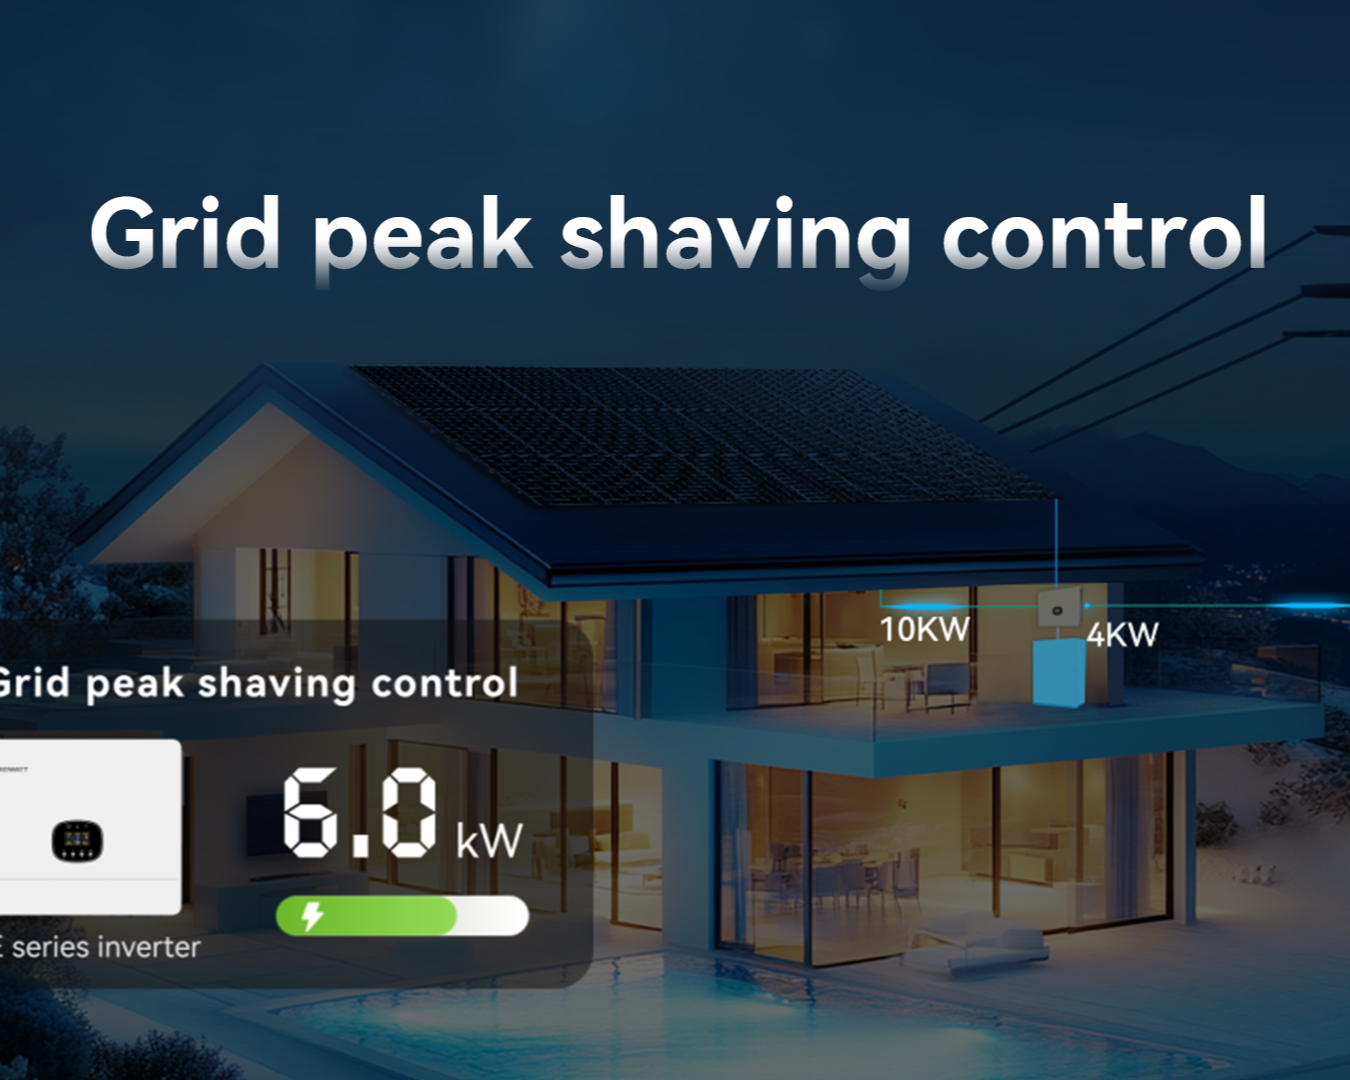 Grid peak shaving control
10KW
4KW
Grid peak shaving control
6.0 kW
E series inverter